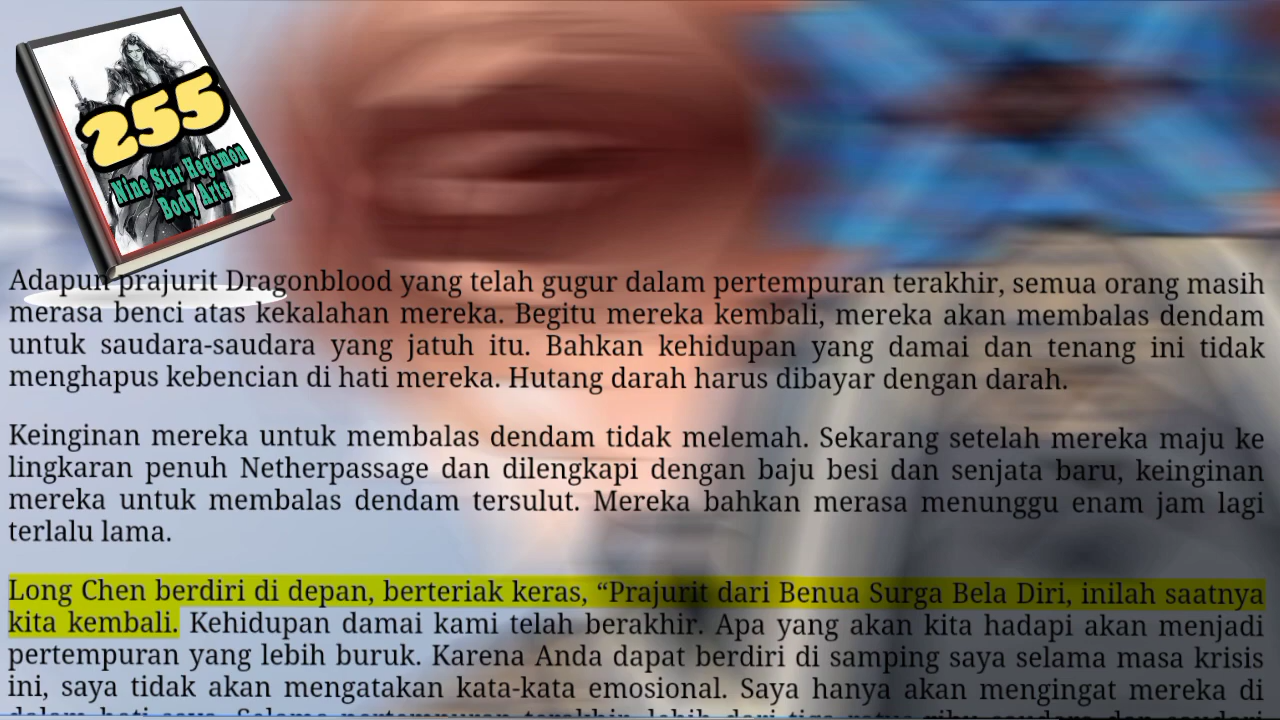 255
Nine Star Hegemon
Body Arts
Adapun prajurit Dragonblood yang telah gugur dalam pertempuran terakhir, semua orang masih
merasa benci atas kekalahan mereka. Begitu mereka kembali, mereka akan membalas dendam
untuk saudara-saudara yang jatuh itu. Bahkan kehidupan yang damai dan tenang ini tidak
menghapus kebencian di hati mereka. Hutang darah harus dibayar dengan darah.
Keinginan mereka untuk membalas dendam tidak melemah. Sekarang setelah mereka maju ke
lingkaran penuh Netherpassage dan dilengkapi dengan baju besi dan senjata baru, keinginan
mereka untuk membalas dendam tersulut. Mereka bahkan merasa menunggu enam jam lagi
terlalu lama.
Long Chen berdiri di depan, berteriak keras, “Prajurit dari Benua Surga Bela Diri, inilah saatnya
kita kembali. Kehidupan damai kami telah berakhir. Apa yang akan kita hadapi akan menjadi
pertempuran yang lebih buruk. Karena Anda dapat berdiri di samping saya selama masa krisis
ini, saya tidak akan mengatakan kata-kata emosional. Saya hanya akan mengingat mereka di